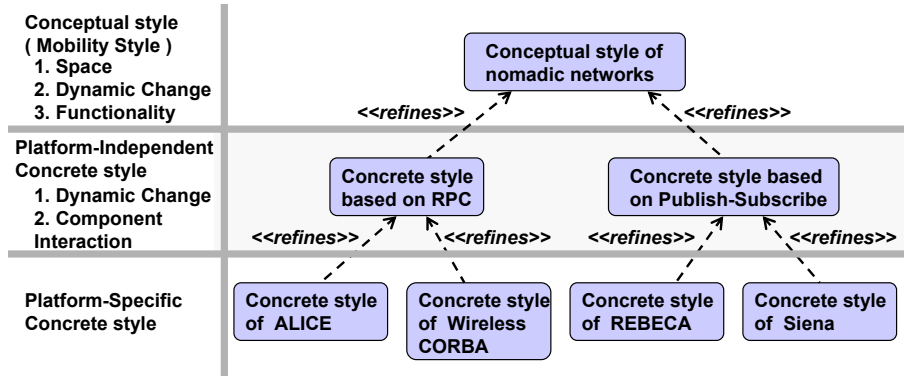 Conceptual style
( Mobility Style )
1. Space
2. Dynamic Change
3. Functionality
Conceptual style of
nomadic networks
<<refines>>
<<refines>>
Platform-Independent
Concrete style
1. Dynamic Change
2. Component
Interaction
Concrete style
based on RPC
Concrete style based
on Publish-Subscribe
<<refines>>
<<refines>>
<<refines>>
<<refines>>
Platform-Specific
Concrete style
Concrete style
of ALICE
Concrete style
of Wireless
CORBA
Concrete style
of REBECA
Concrete style
of Siena